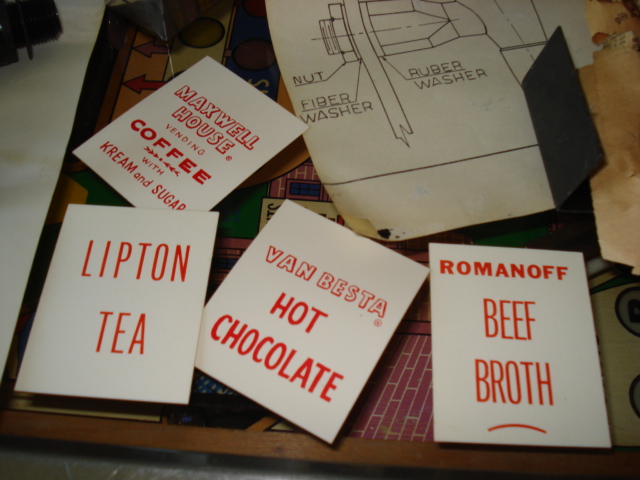 NUT
FIBER
WASHER
RUBER
WASHER
MAXWELL
HOUSE®
VENDING
COFFEE
WITH
KREAM and SUGAR
LIPTON
TEA
VAN BESTA®
HOT
CHOCOLATE
ROMANOFF
BEEF
BROTH